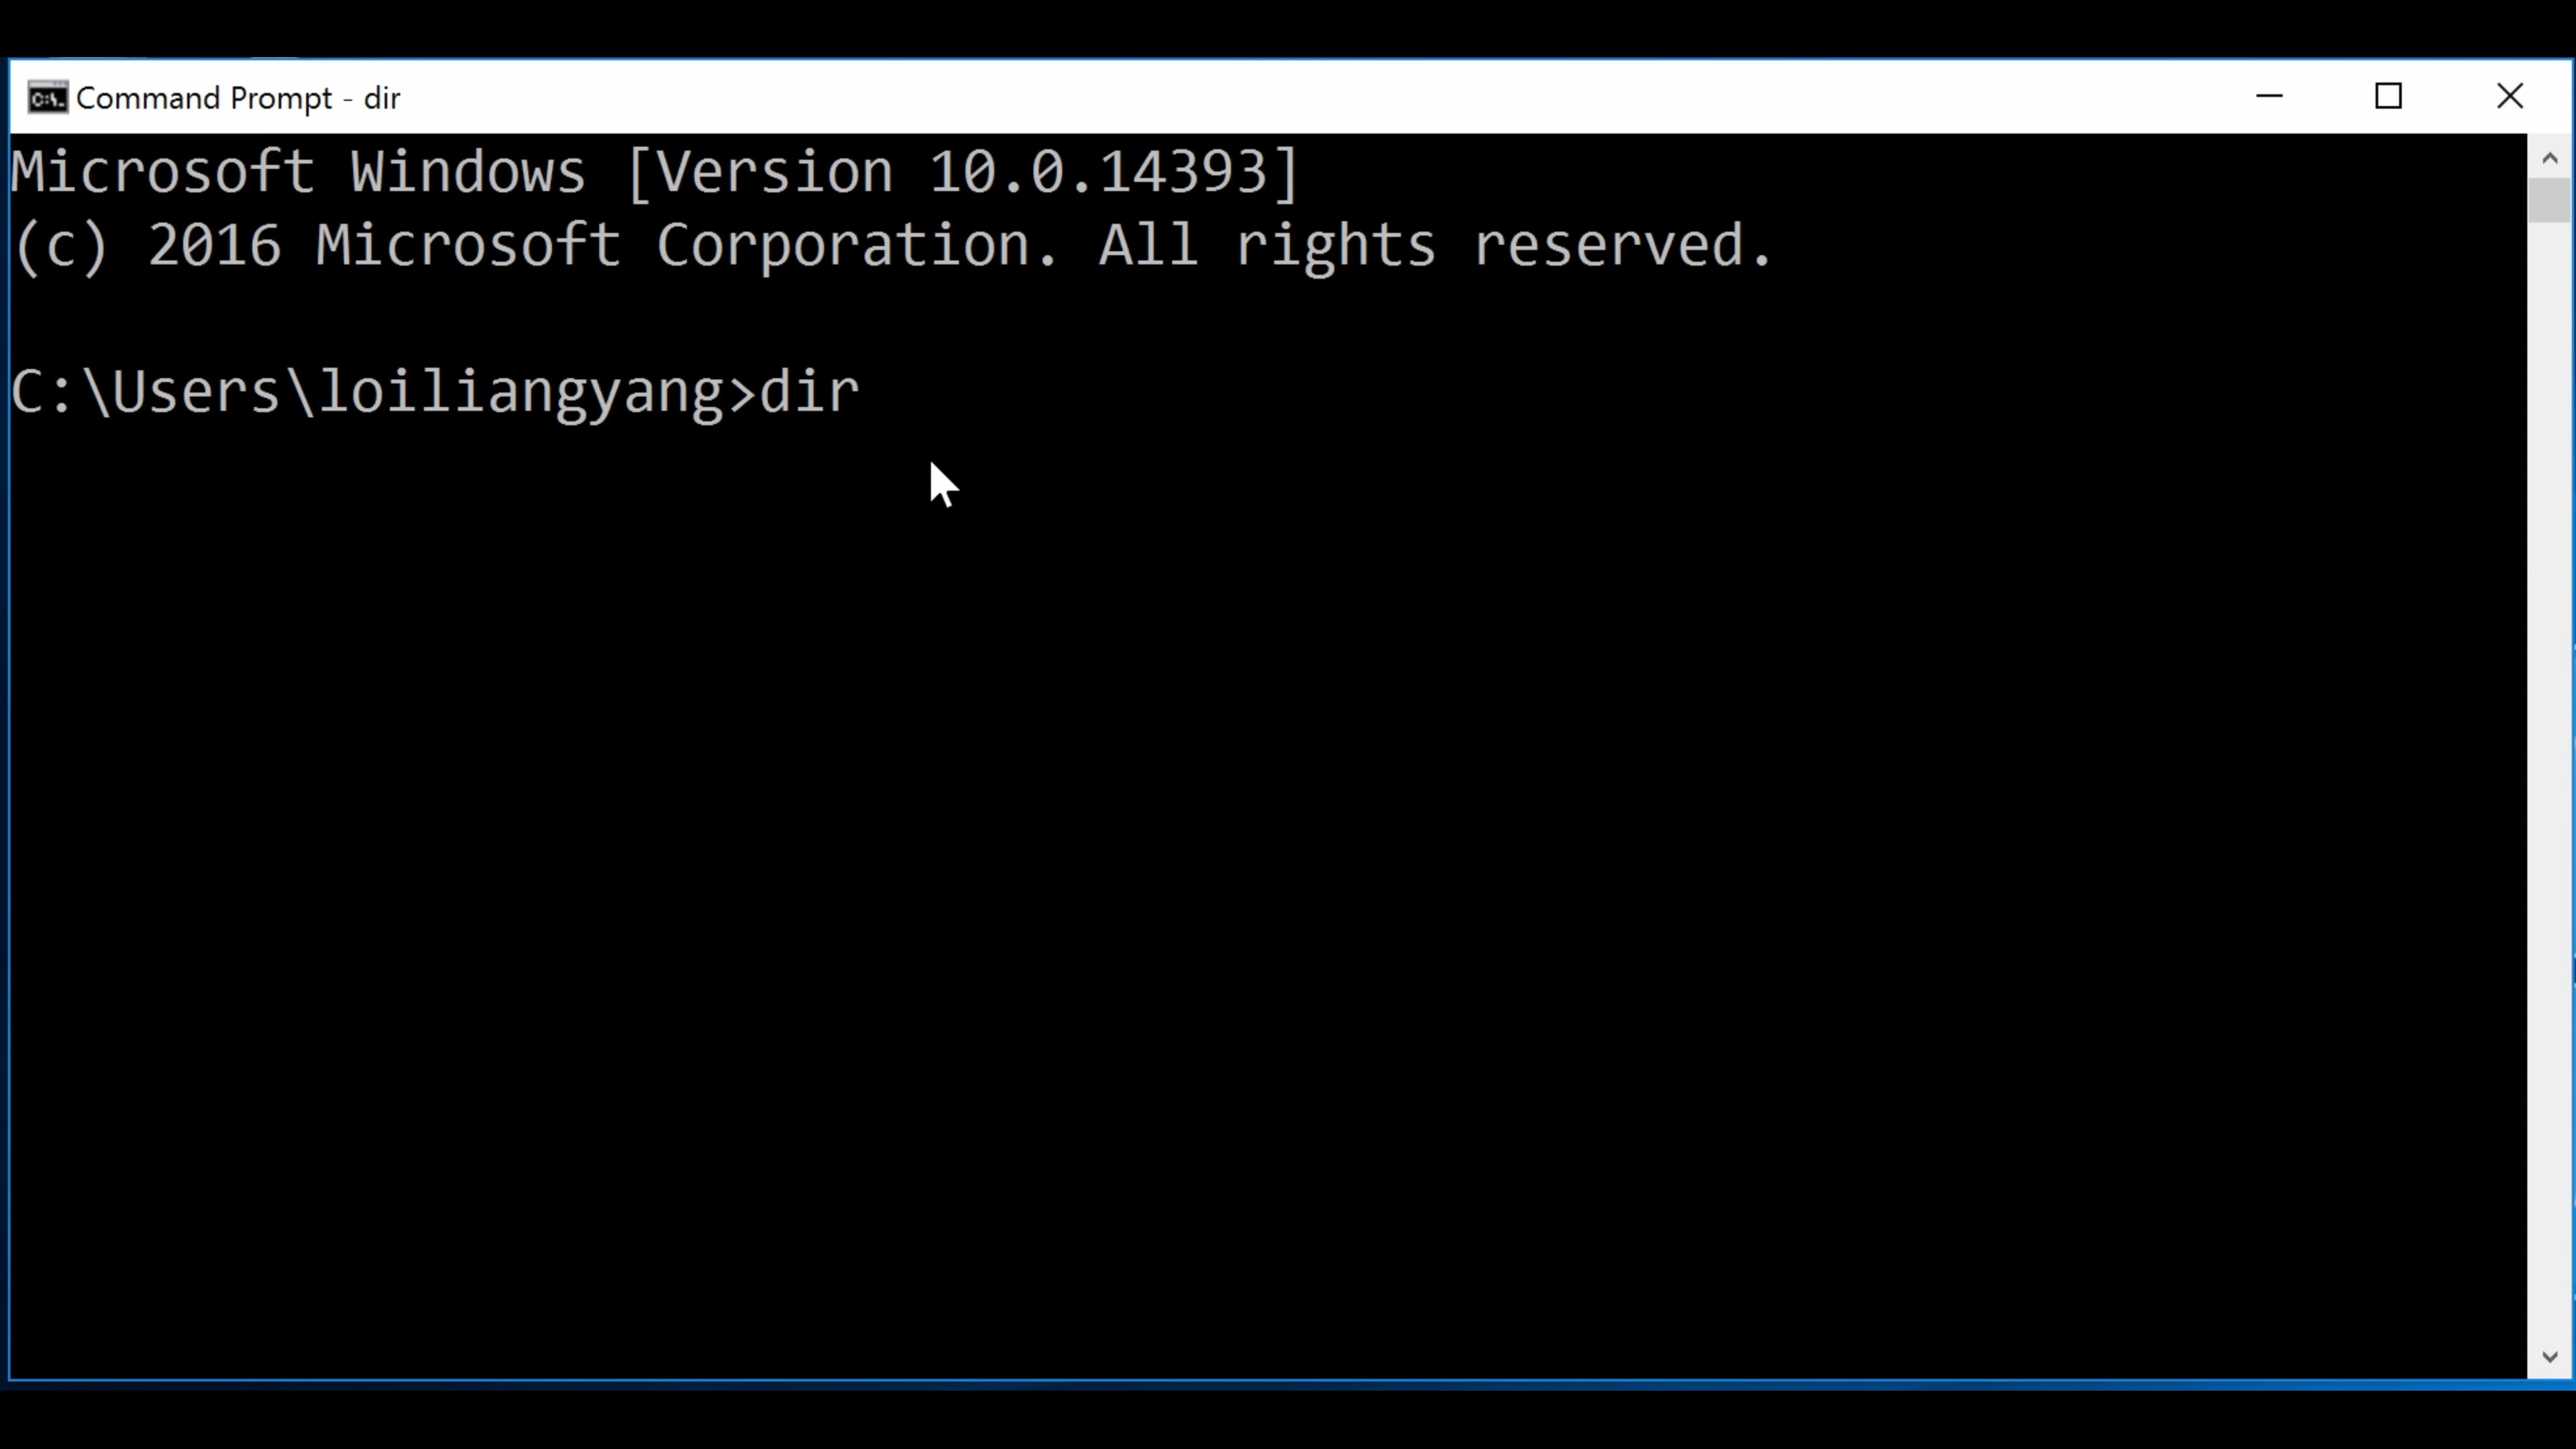 Command Prompt - dir
Microsoft Windows [Version 10.0.14393]
(c) 2016 Microsoft Corporation. All rights reserved.
C:\Users\loiliangyang>dir